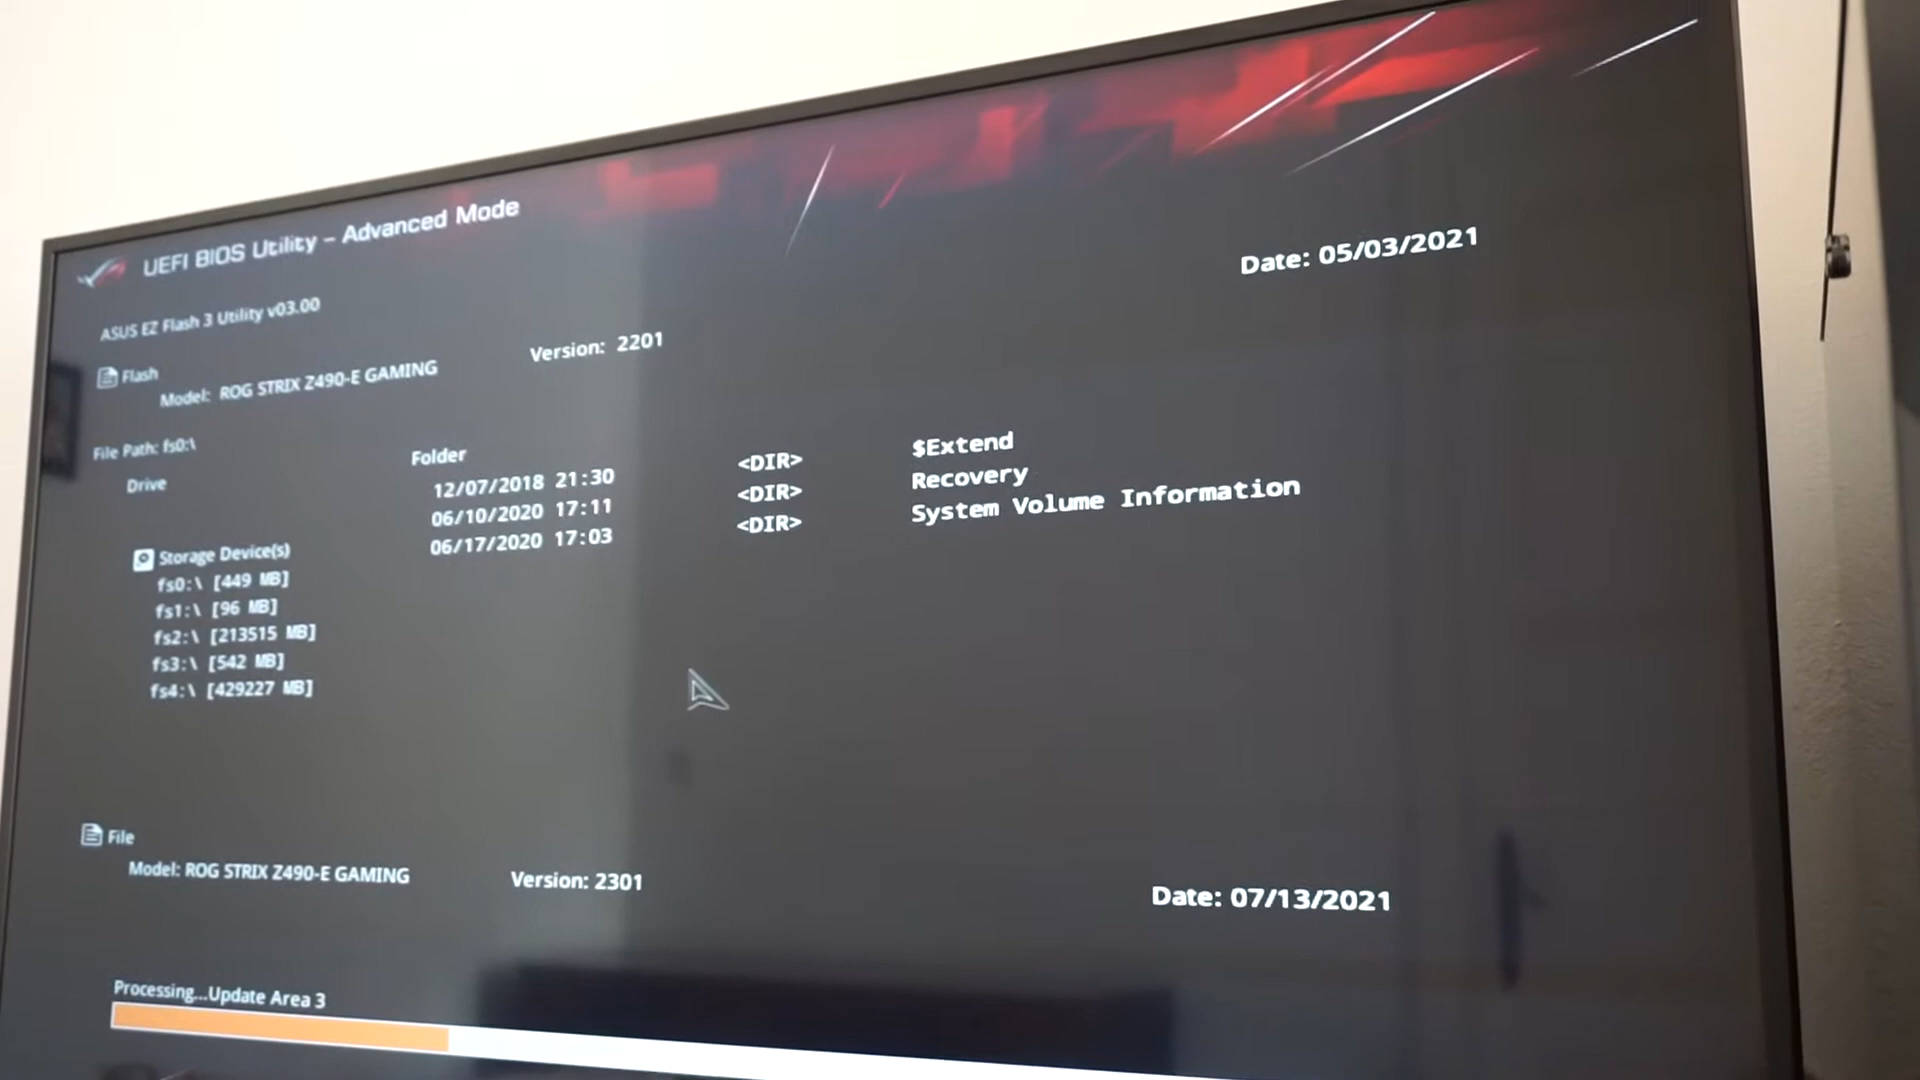 UEFI BIOS Utility – Advanced Mode
ASUS EZ Flash 3 Utility v03.00
Date: 05/03/2021
Flash
Model: ROG STRIX Z490-E GAMING
Version: 2201
File Path: fs0:\
Drive
Folder
12/07/2018 21:30 <DIR> $Extend
06/10/2020 17:11 <DIR> Recovery
06/17/2020 17:03 <DIR> System Volume Information
Storage Device(s)
fs0:\ [449 MB]
fs1:\ [96 MB]
fs2:\ [213515 MB]
fs3:\ [542 MB]
fs4:\ [429227 MB]
File
Model: ROG STRIX Z490-E GAMING
Version: 2301
Date: 07/13/2021
Processing...Update Area 3